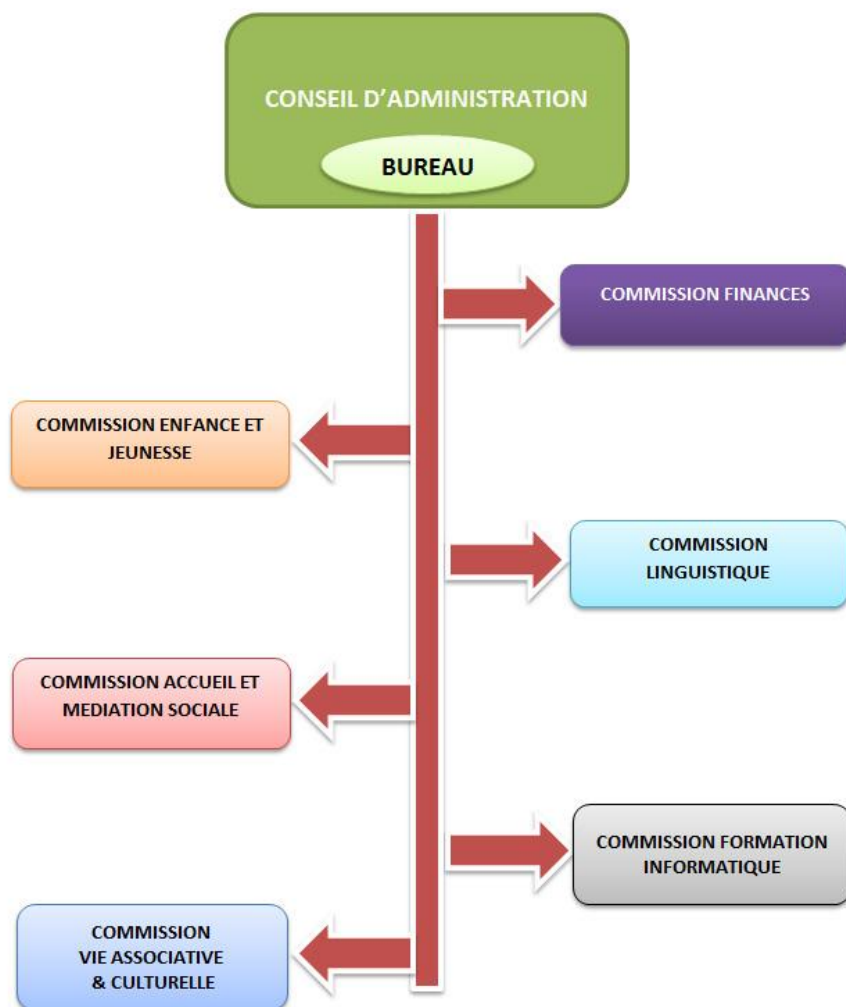 CONSEIL D'ADMINISTRATION
BUREAU
COMMISSION FINANCES
COMMISSION ENFANCE ET
JEUNESSE
COMMISSION
LINGUISTIQUE
COMMISSION ACCUEIL ET
MEDIATION SOCIALE
COMMISSION FORMATION
INFORMATIQUE
COMMISSION
VIE ASSOCIATIVE
& CULTURELLE